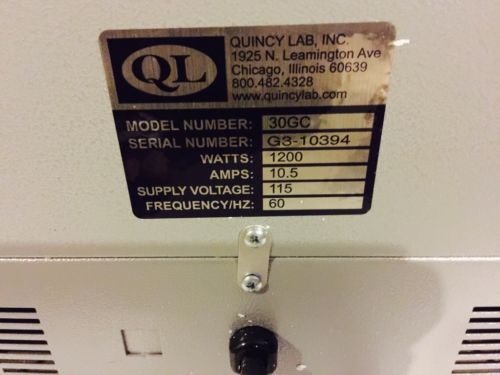 QL
QUINCY LAB, INC.
1925 N. Leamington Ave
Chicago, Illinois 60639
800.482.4328
www.quincylab.com
MODEL NUMBER: 30GC
SERIAL NUMBER: G3-10394
WATTS: 1200
AMPS: 10.5
SUPPLY VOLTAGE: 115
FREQUENCY/HZ: 60